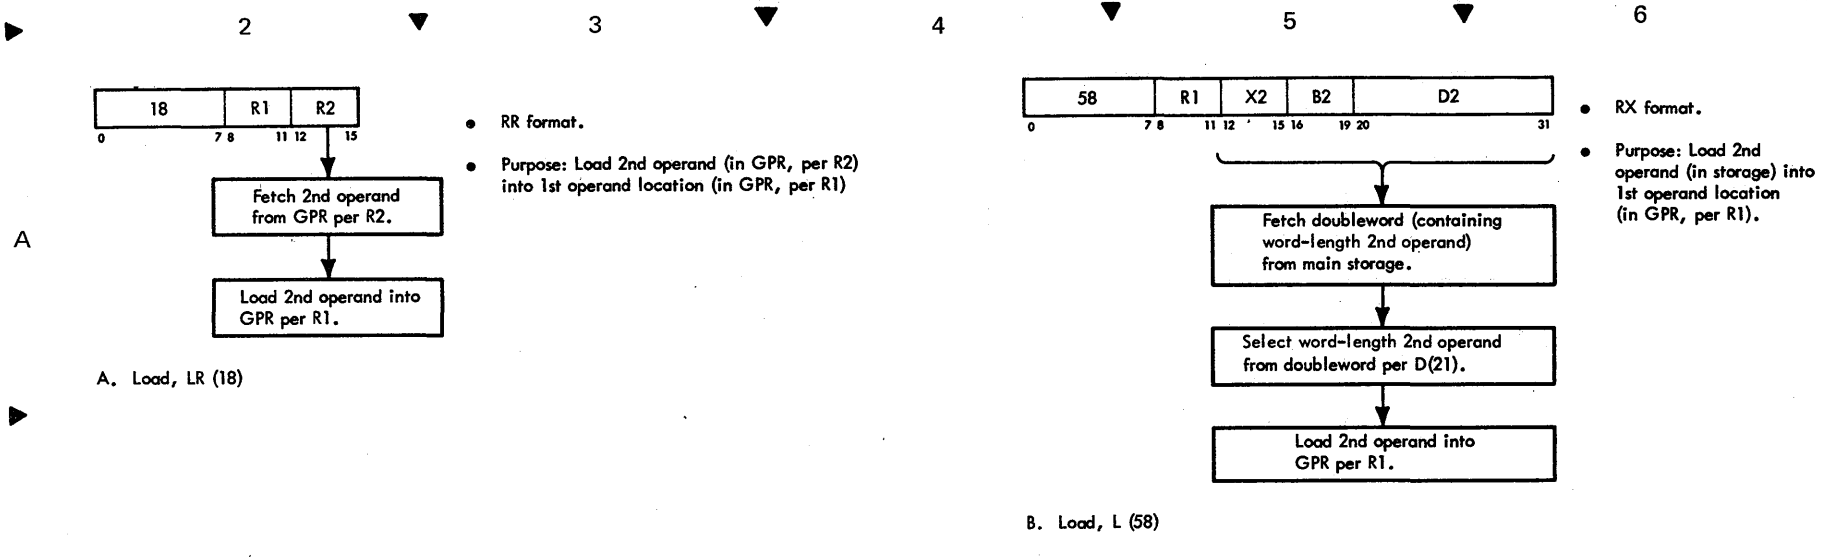 2
3
4
5
6
A
18 R1 R2
0 7 8 11 12 15
Fetch 2nd operand
from GPR per R2.
Load 2nd operand into
GPR per R1.
A. Load, LR (18)
• RR format.
• Purpose: Load 2nd operand (in GPR, per R2)
into 1st operand location (in GPR, per R1)
58 R1 X2 B2 D2
0 7 8 11 12 15 16 19 20 31
Fetch doubleword (containing
word-length 2nd operand)
from main storage.
Select word-length 2nd operand
from doubleword per D(21).
Load 2nd operand into
GPR per R1.
B. Load, L (58)
• RX format.
• Purpose: Load 2nd
operand (in storage) into
1st operand location
(in GPR, per R1).